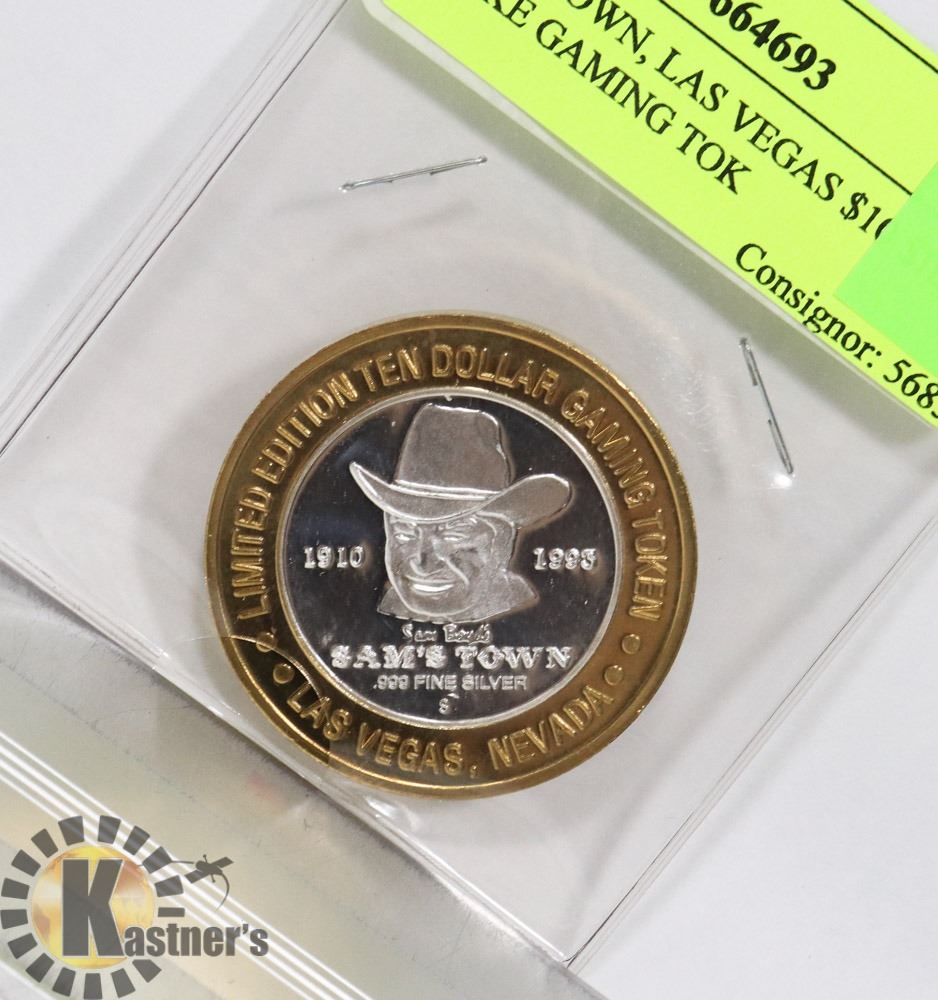 664693
OWN, LAS VEGAS $10
KE GAMING TOK
Consignor: 568
LIMITED EDITION TEN DOLLAR GAMING TOKEN
1910 1993
Sam Boyd's
SAM'S TOWN
.999 FINE SILVER
S
LAS VEGAS, NEVADA
Kastner's